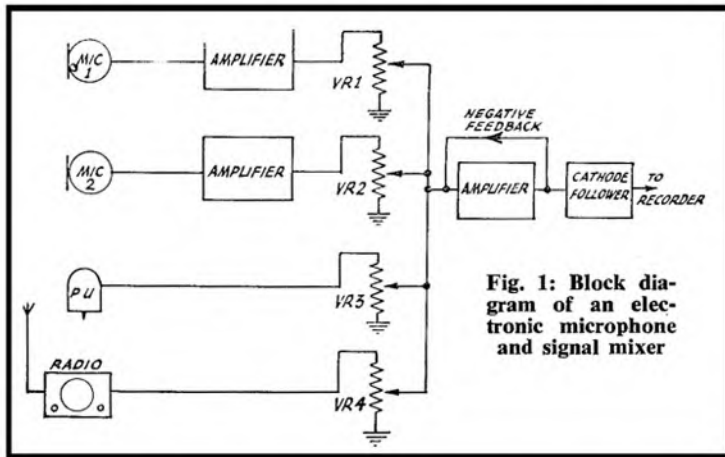 MIC
1
AMPLIFIER
VR1
NEGATIVE
FEEDBACK
MIC
2
AMPLIFIER
VR2
AMPLIFIER
CATHODE
FOLLOWER
TO
RECORDER
PU
VR3
RADIO
VR4
Fig. 1: Block dia-
gram of an elec-
tronic microphone
and signal mixer